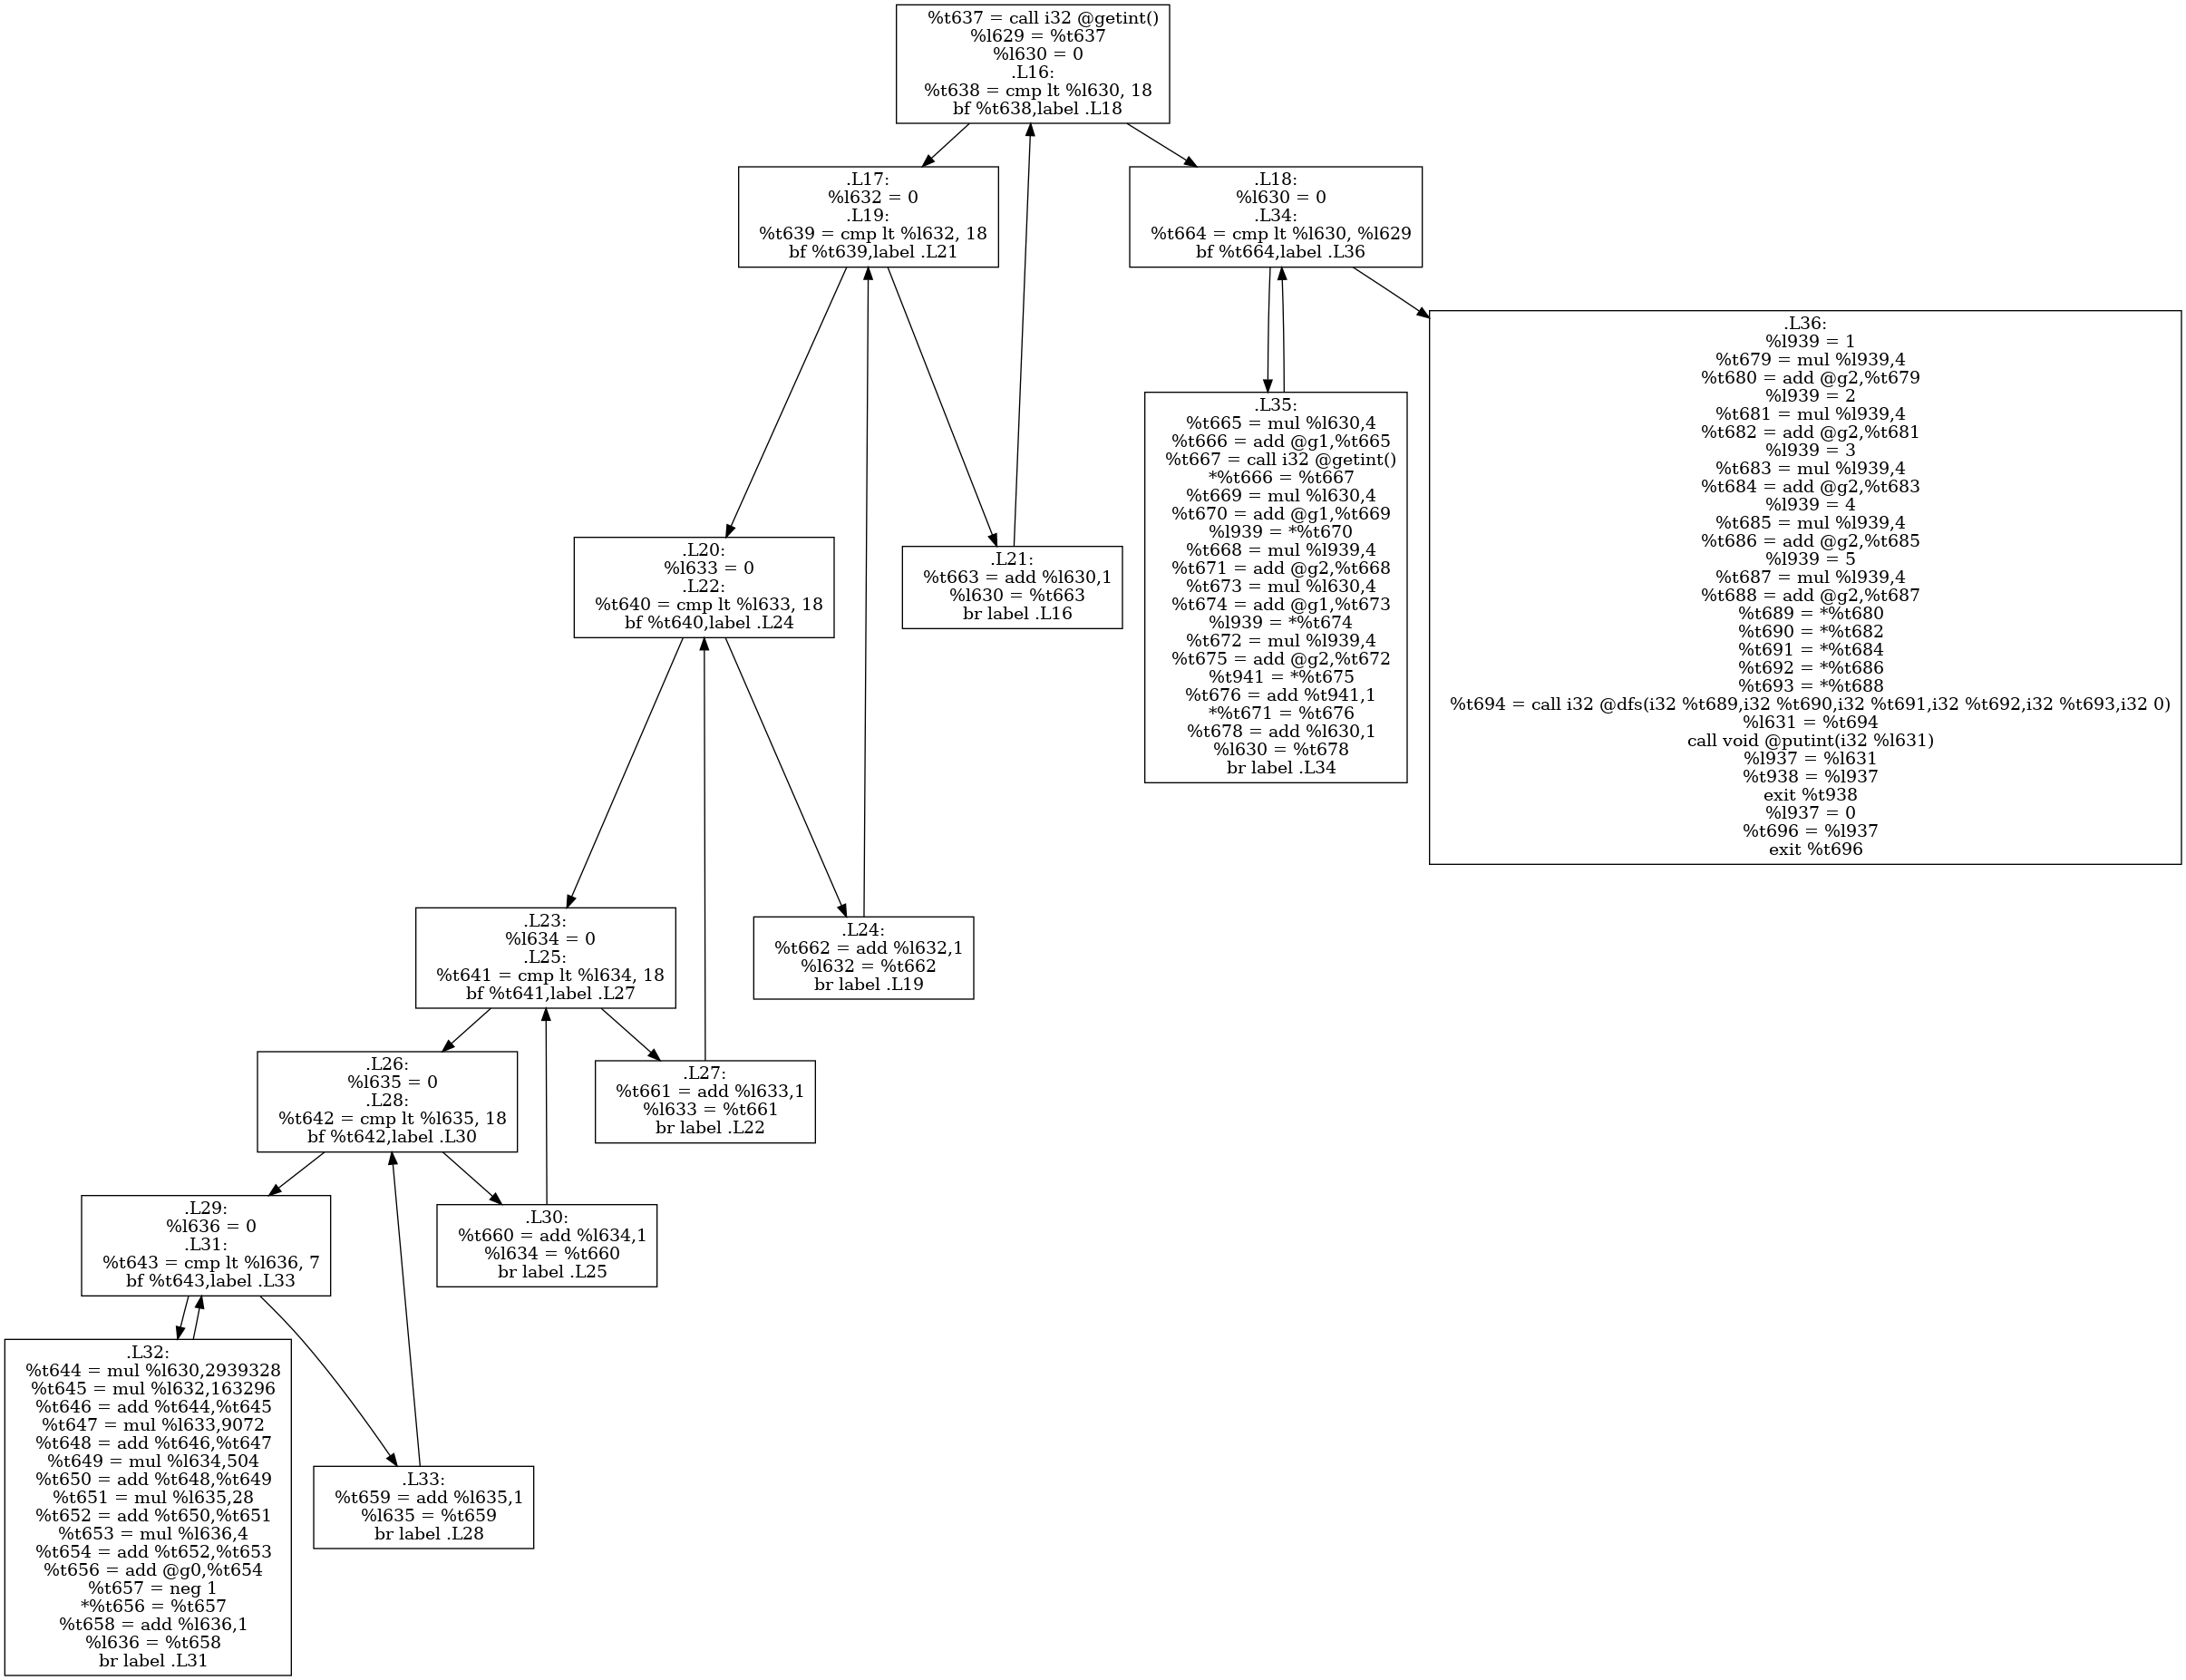 %t637 = call i32 @getint()
%l629 = %t637
%l630 = 0
.L16:
%t638 = cmp lt %l630, 18
bf %t638,label .L18
.L17:
%l632 = 0
.L19:
%t639 = cmp lt %l632, 18
bf %t639,label .L21
.L18:
%l630 = 0
.L34:
%t664 = cmp lt %l630, %l629
bf %t664,label .L36
.L36:
%l939 = 1
%t679 = mul %l939,4
%t680 = add @g2,%t679
%l939 = 2
%t681 = mul %l939,4
%t682 = add @g2,%t681
%l939 = 3
%t683 = mul %l939,4
%t684 = add @g2,%t683
%l939 = 4
%t685 = mul %l939,4
%t686 = add @g2,%t685
%l939 = 5
%t687 = mul %l939,4
%t688 = add @g2,%t687
%t689 = *%t680
%t690 = *%t682
%t691 = *%t684
%t692 = *%t686
%t693 = *%t688
%t694 = call i32 @dfs(i32 %t689,i32 %t690,i32 %t691,i32 %t692,i32 %t693,i32 0)
%l631 = %t694
call void @putint(i32 %l631)
%l937 = %l631
%t938 = %l937
exit %t938
%l937 = 0
%t696 = %l937
exit %t696
.L35:
%t665 = mul %l630,4
%t666 = add @g1,%t665
%t667 = call i32 @getint()
*%t666 = %t667
%t669 = mul %l630,4
%t670 = add @g1,%t669
%l939 = *%t670
%t668 = mul %l939,4
%t671 = add @g2,%t668
%t673 = mul %l630,4
%t674 = add @g1,%t673
%l939 = *%t674
%t672 = mul %l939,4
%t675 = add @g2,%t672
%t941 = *%t675
%t676 = add %t941,1
*%t671 = %t676
%t678 = add %l630,1
%l630 = %t678
br label .L34
.L20:
%l633 = 0
.L22:
%t640 = cmp lt %l633, 18
bf %t640,label .L24
.L21:
%t663 = add %l630,1
%l630 = %t663
br label .L16
.L23:
%l634 = 0
.L25:
%t641 = cmp lt %l634, 18
bf %t641,label .L27
.L24:
%t662 = add %l632,1
%l632 = %t662
br label .L19
.L26:
%l635 = 0
.L28:
%t642 = cmp lt %l635, 18
bf %t642,label .L30
.L27:
%t661 = add %l633,1
%l633 = %t661
br label .L22
.L29:
%l636 = 0
.L31:
%t643 = cmp lt %l636, 7
bf %t643,label .L33
.L30:
%t660 = add %l634,1
%l634 = %t660
br label .L25
.L32:
%t644 = mul %l630,2939328
%t645 = mul %l632,163296
%t646 = add %t644,%t645
%t647 = mul %l633,9072
%t648 = add %t646,%t647
%t649 = mul %l634,504
%t650 = add %t648,%t649
%t651 = mul %l635,28
%t652 = add %t650,%t651
%t653 = mul %l636,4
%t654 = add %t652,%t653
%t656 = add @g0,%t654
%t657 = neg 1
*%t656 = %t657
%t658 = add %l636,1
%l636 = %t658
br label .L31
.L33:
%t659 = add %l635,1
%l635 = %t659
br label .L28